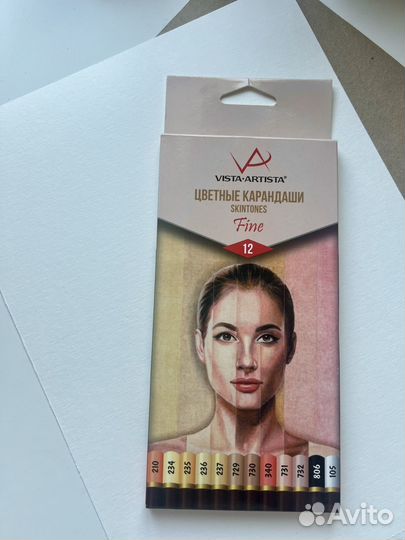 VISTA-ARTISTA®
ЦВЕТНЫЕ КАРАНДАШИ
SKINTONES
Fine
12
210 234 235 236 237 729 730 340 731 732 806 105
Avito